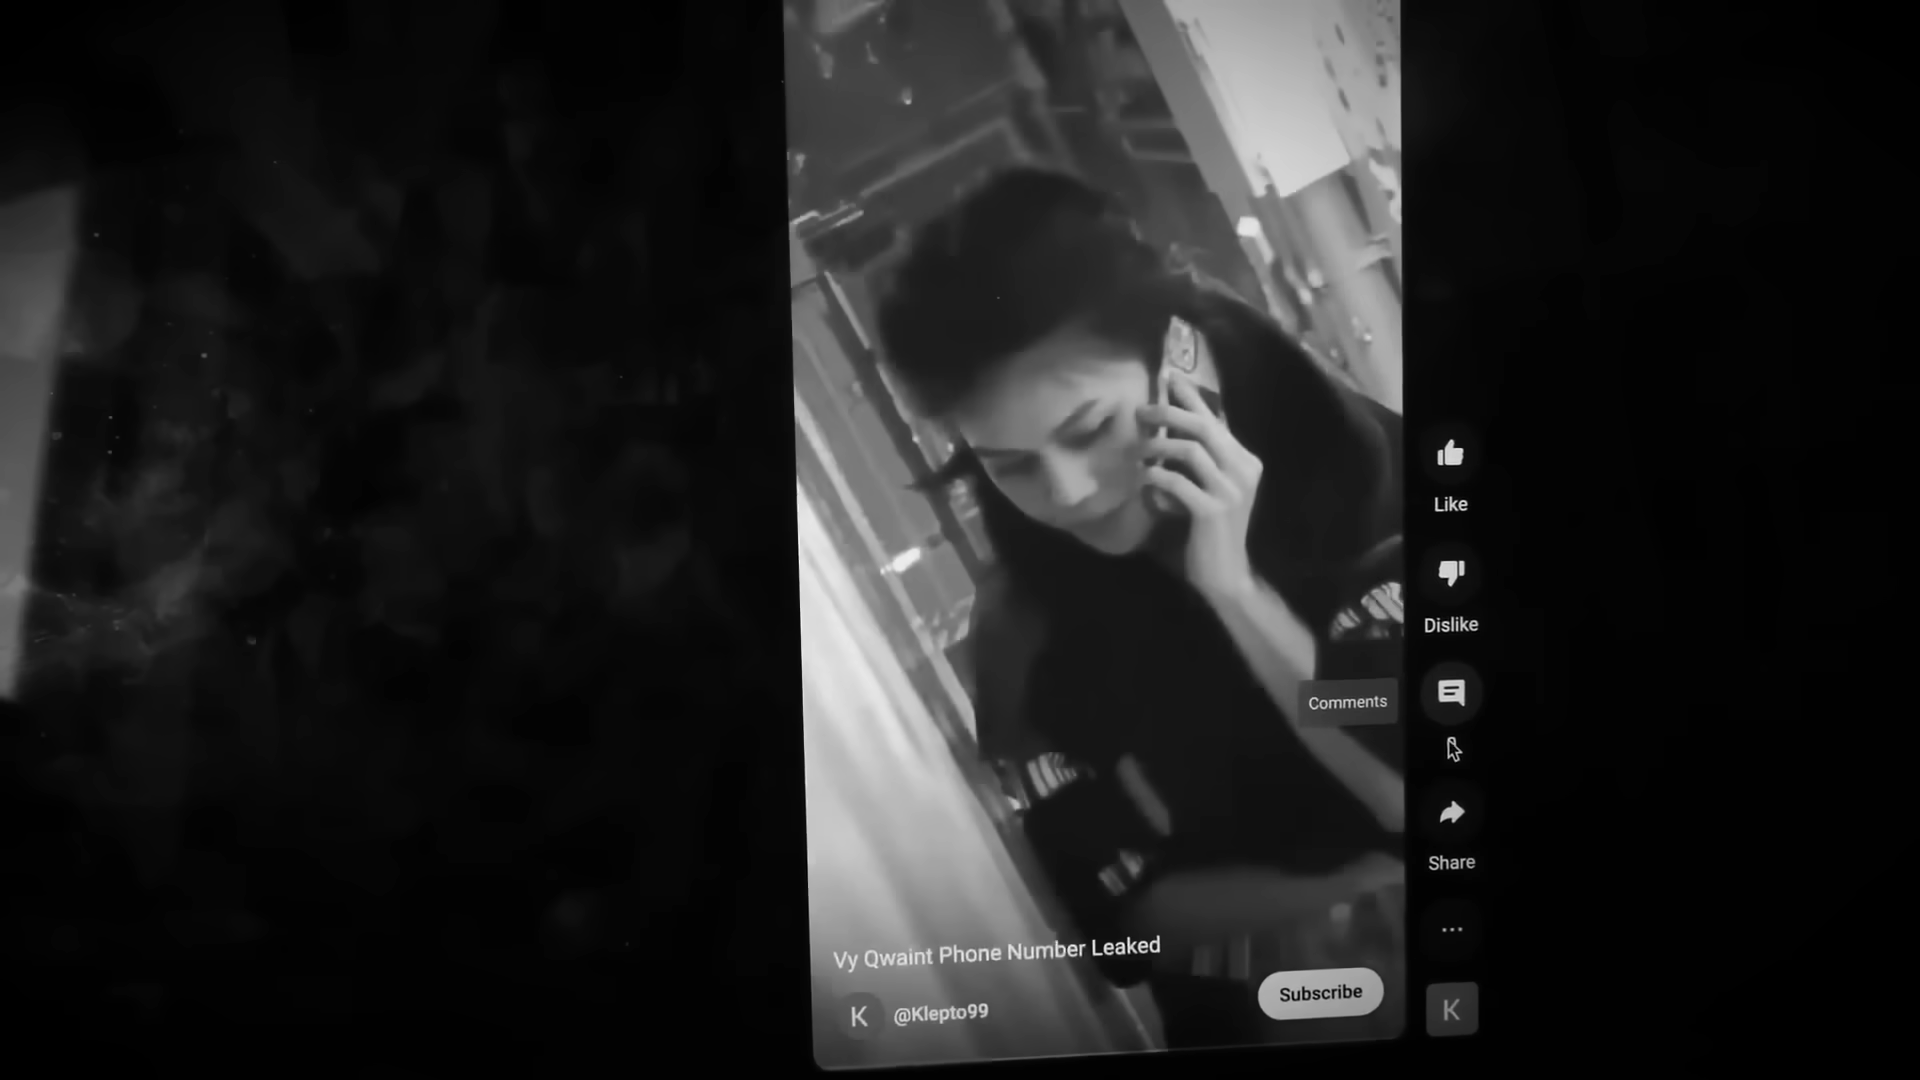 Like
Dislike
Comments
Share
Vy Qwaint Phone Number Leaked
Subscribe
K @Klepto99
K